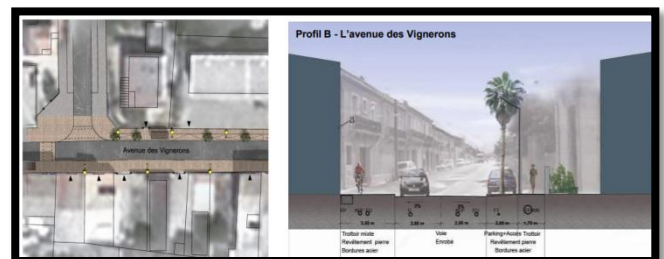 Profil B - L'avenue des Vignerons
Avenue des Vignerons
Trottoir mixte
Revêtement pierre
Bordures acier
Voie
Enrobé
Parking+Accès Trottoir
Revêtement pierre
Bordures acier